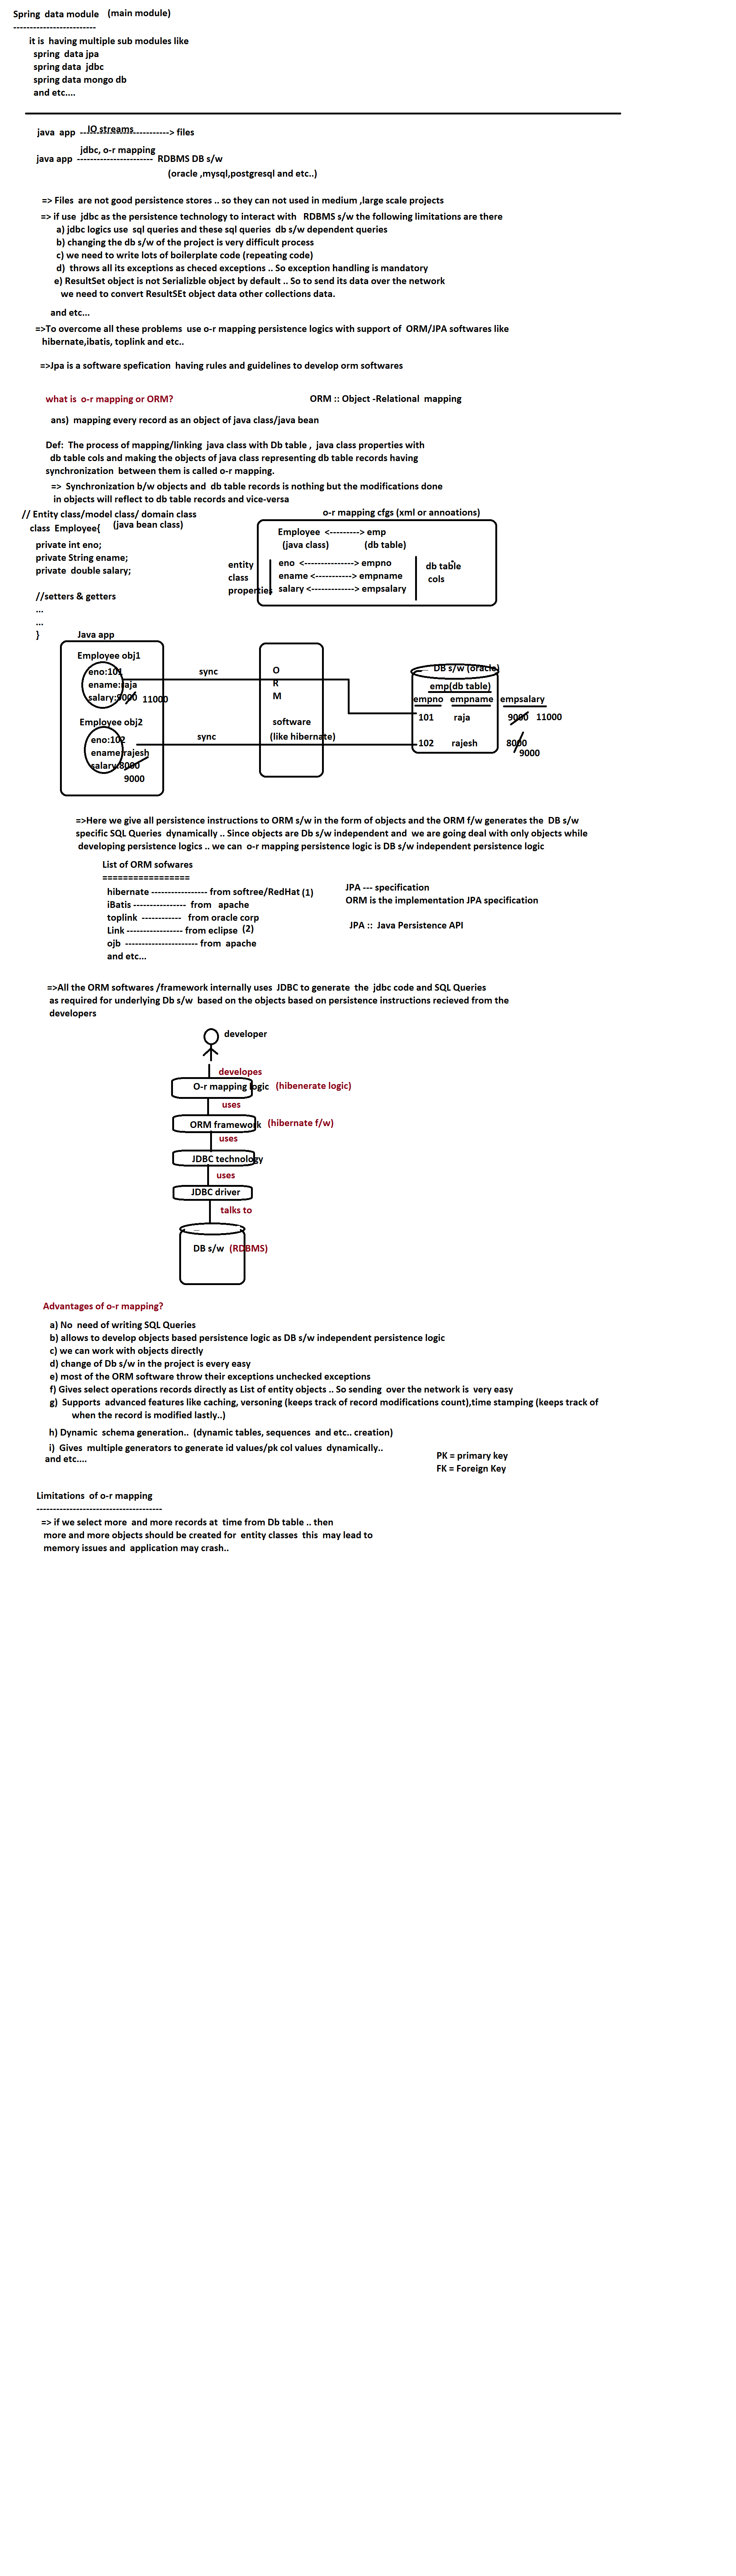 Spring data module (main module)
-------------------------
it is having multiple sub modules like
spring data jpa
spring data jdbc
spring data mongo db
and etc....
IO streams
java app ---------------------------> files
jdbc, o-r mapping
java app ----------------------- RDBMS DB s/w
(oracle ,mysql,postgresql and etc..)
=> Files are not good persistence stores .. so they can not used in medium ,large scale projects
=> if use jdbc as the persistence technology to interact with RDBMS s/w the following limitations are there
a) jdbc logics use sql queries and these sql queries db s/w dependent queries
b) changing the db s/w of the project is very difficult process
c) we need to write lots of boilerplate code (repeating code)
d) throws all its exceptions as checed exceptions .. So exception handling is mandatory
e) ResultSet object is not Serializble object by default .. So to send its data over the network
we need to convert ResultSEt object data other collections data.
and etc...
=>To overcome all these problems use o-r mapping persistence logics with support of ORM/JPA softwares like
hibernate,ibatis, toplink and etc..
=>Jpa is a software spefication having rules and guidelines to develop orm softwares
what is o-r mapping or ORM? ORM :: Object -Relational mapping
ans) mapping every record as an object of java class/java bean
Def: The process of mapping/linking java class with Db table , java class properties with
db table cols and making the objects of java class representing db table records having
synchronization between them is called o-r mapping.
=> Synchronization b/w objects and db table records is nothing but the modifications done
in objects will reflect to db table records and vice-versa
// Entity class/model class/ domain class
class Employee{ (java bean class)
private int eno;
private String ename;
private double salary;
//setters & getters
...
...
}
o-r mapping cfgs (xml or annoations)
Employee <---------> emp
(java class) (db table)
entity
class
properties
eno <---------------> empno
ename <-----------> empname
salary <-------------> empsalary
db table
cols
Java app
Employee obj1
eno:101
ename:raja
salary:9000 11000
Employee obj2
eno:102
ename:rajesh
salary:8000
9000
sync
sync
O
R
M
software
(like hibernate)
DB s/w (oracle)
emp(db table)
empno empname empsalary
101 raja 9000 11000
102 rajesh 8000
9000
=>Here we give all persistence instructions to ORM s/w in the form of objects and the ORM f/w generates the DB s/w
specific SQL Queries dynamically .. Since objects are Db s/w independent and we are going deal with only objects while
developing persistence logics .. we can o-r mapping persistence logic is DB s/w independent persistence logic
List of ORM sofwares
=================
hibernate ----------------- from softree/RedHat (1)
iBatis ---------------- from apache
toplink ------------ from oracle corp
Link ----------------- from eclipse (2)
ojb ---------------------- from apache
and etc...
JPA --- specification
ORM is the implementation JPA specification
JPA :: Java Persistence API
=>All the ORM softwares /framework internally uses JDBC to generate the jdbc code and SQL Queries
as required for underlying Db s/w based on the objects based on persistence instructions recieved from the
developers
developer
developes
O-r mapping logic (hibenerate logic)
uses
ORM framework (hibernate f/w)
uses
JDBC technology
uses
JDBC driver
talks to
DB s/w (RDBMS)
Advantages of o-r mapping?
a) No need of writing SQL Queries
b) allows to develop objects based persistence logic as DB s/w independent persistence logic
c) we can work with objects directly
d) change of Db s/w in the project is every easy
e) most of the ORM software throw their exceptions unchecked exceptions
f) Gives select operations records directly as List of entity objects .. So sending over the network is very easy
g) Supports advanced features like caching, versoning (keeps track of record modifications count),time stamping (keeps track of
when the record is modified lastly..)
h) Dynamic schema generation.. (dynamic tables, sequences and etc.. creation)
i) Gives multiple generators to generate id values/pk col values dynamically..
and etc....
PK = primary key
FK = Foreign Key
Limitations of o-r mapping
--------------------------------------
=> if we select more and more records at time from Db table .. then
more and more objects should be created for entity classes this may lead to
memory issues and application may crash..